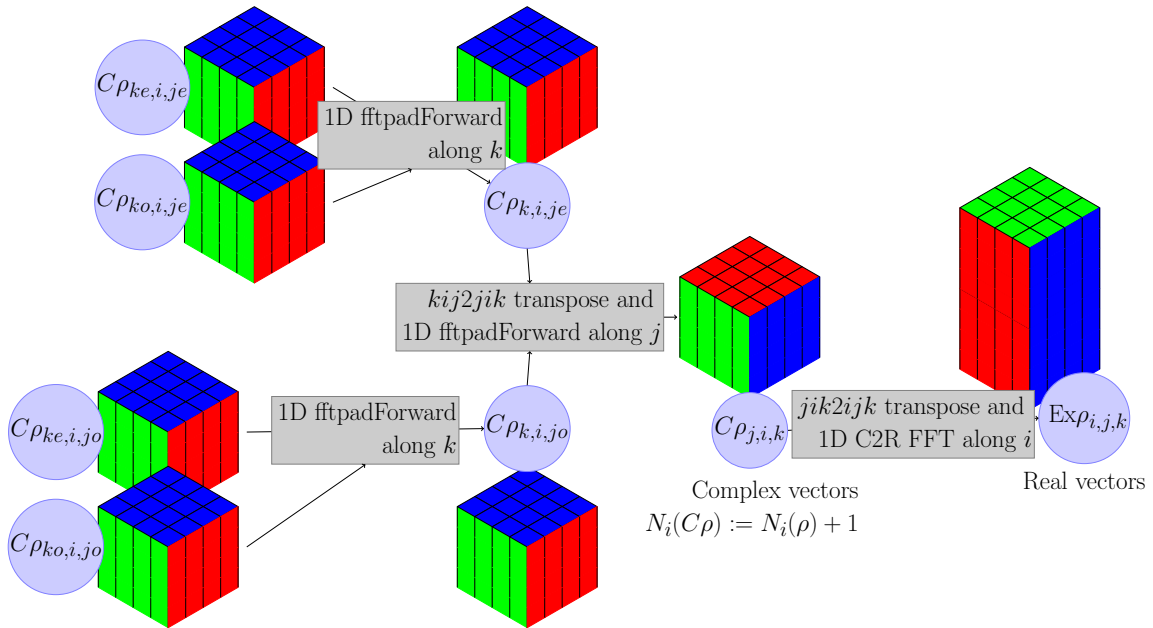 Cρ_{ke,i,je}
1D fftpadForward
along k
Cρ_{ko,i,je}
Cρ_{k,i,je}
kij2jik transpose and
1D fftpadForward along j
Cρ_{ke,i,jo}
1D fftpadForward
along k
Cρ_{k,i,jo}
Cρ_{ko,i,jo}
Cρ_{j,i,k}
jik2ijk transpose and
1D C2R FFT along i
Exρ_{i,j,k}
Complex vectors
N_i(Cρ) := N_i(ρ) + 1
Real vectors